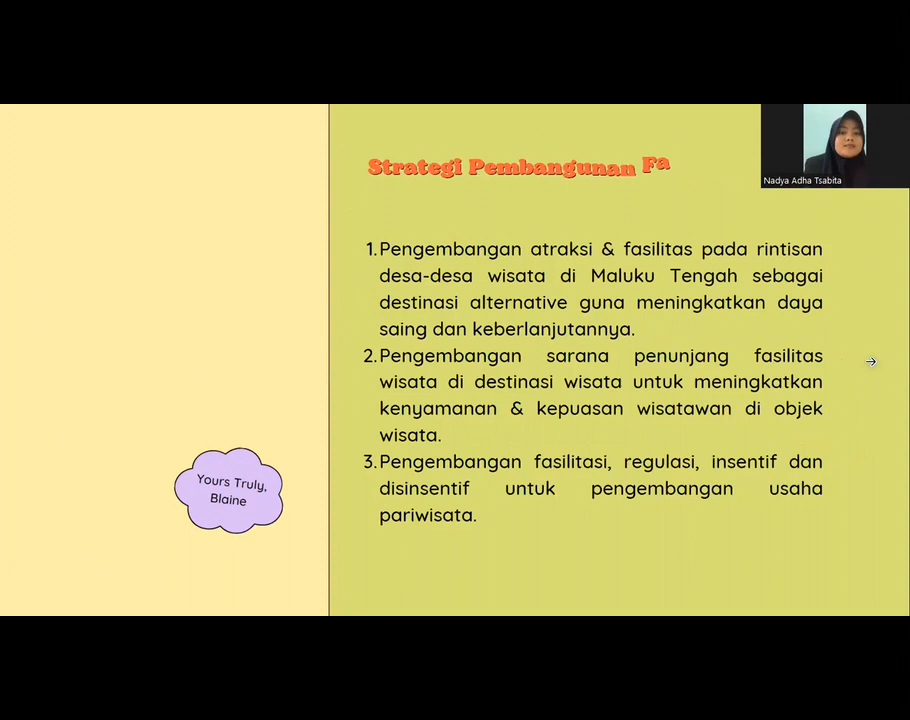 Strategi Pembangunan Fa
Nadya Adha Tsabita
1. Pengembangan atraksi & fasilitas pada rintisan
desa-desa wisata di Maluku Tengah sebagai
destinasi alternative guna meningkatkan daya
saing dan keberlanjutannya.
2. Pengembangan sarana penunjang fasilitas
wisata di destinasi wisata untuk meningkatkan
kenyamanan & kepuasan wisatawan di objek
wisata.
3. Pengembangan fasilitasi, regulasi, insentif dan
disinsentif untuk pengembangan usaha
pariwisata.
Yours Truly,
Blaine